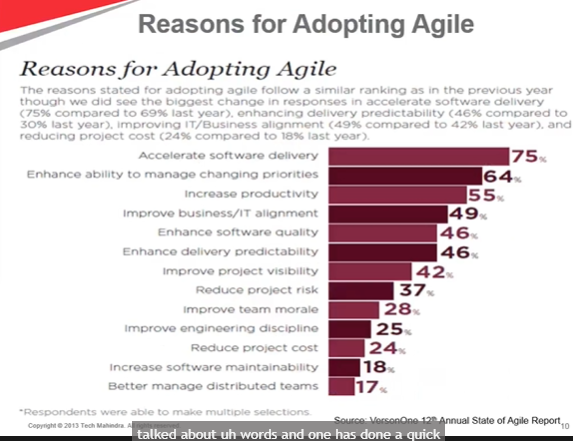 Reasons for Adopting Agile
Reasons for Adopting Agile
The reasons stated for adopting agile follow a similar ranking as in the previous year
though we did see the biggest change in responses in accelerate software delivery
(75% compared to 69% last year), enhancing delivery predictability (46% compared to
30% last year), improving IT/Business alignment (49% compared to 42% last year), and
reducing project cost (24% compared to 18% last year).
Accelerate software delivery 75%
Enhance ability to manage changing priorities 64%
Increase productivity 55%
Improve business/IT alignment 49%
Enhance software quality 46%
Enhance delivery predictability 46%
Improve project visibility 42%
Reduce project risk 37%
Improve team morale 28%
Improve engineering discipline 25%
Reduce project cost 24%
Increase software maintainability 18%
Better manage distributed teams 17%
*Respondents were able to make multiple selections.
Source: VersonOne 12th Annual State of Agile Report
Copyright © 2013 Tech Mahindra. All rights reserved. 10
talked about uh words and one has done a quick